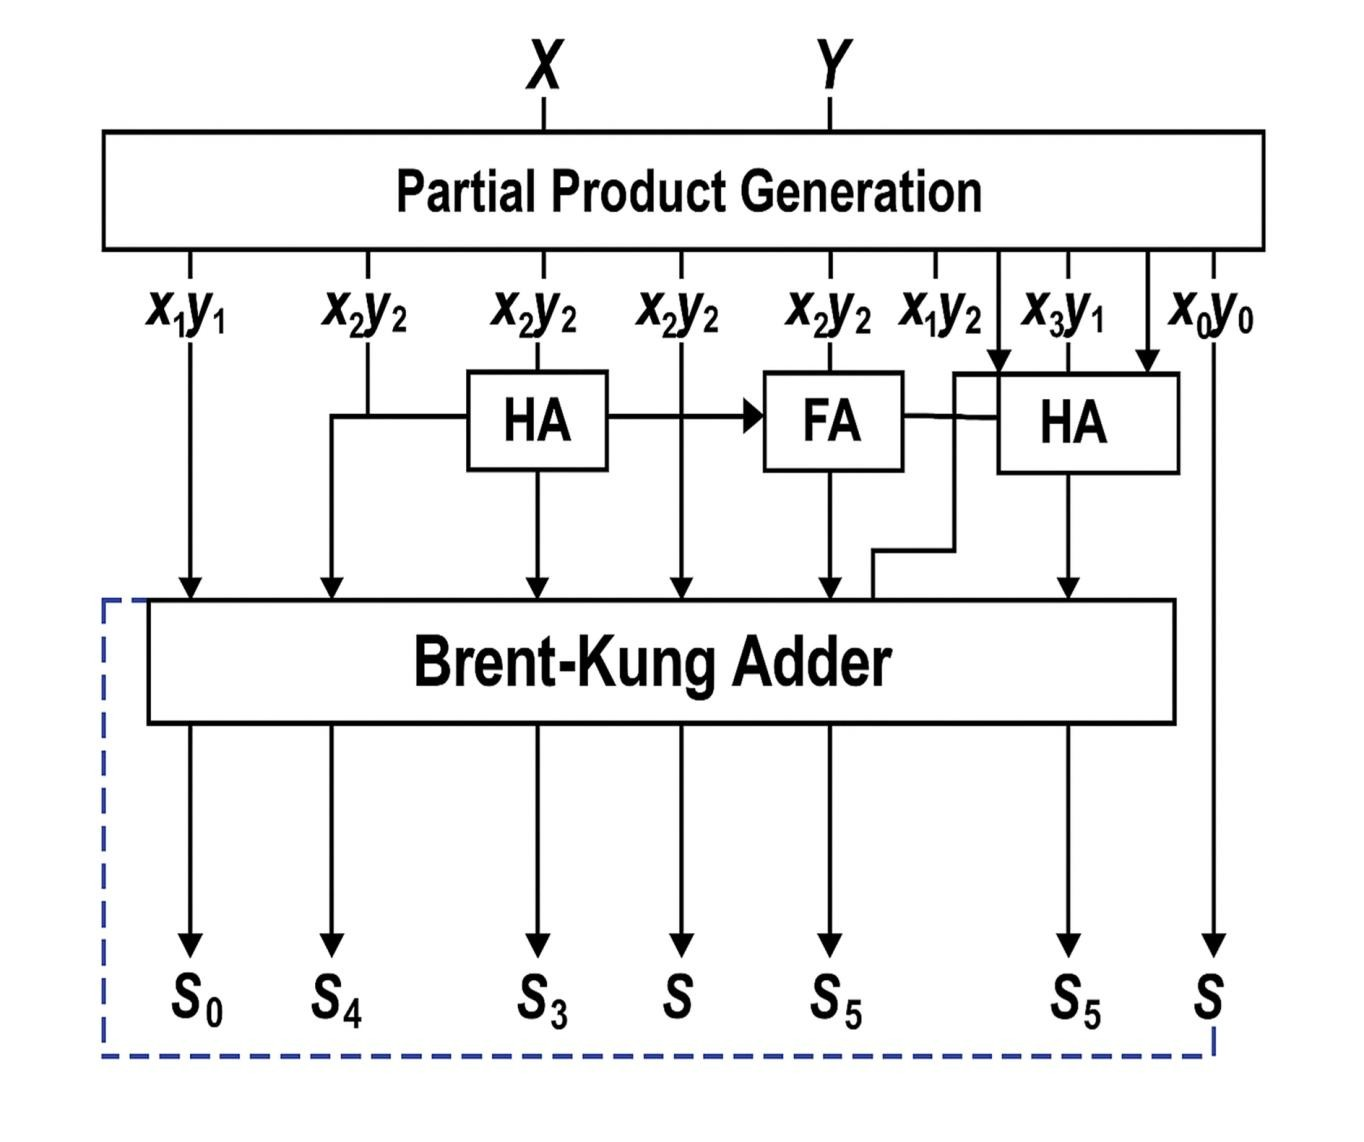 X Y
Partial Product Generation
x₁y₁ x₂y₂ x₂y₂ x₂y₂ x₂y₂ x₁y₂ x₃y₁ x₀y₀
HA FA HA
Brent-Kung Adder
S₀ S₄ S₃ S S₅ S₅ S